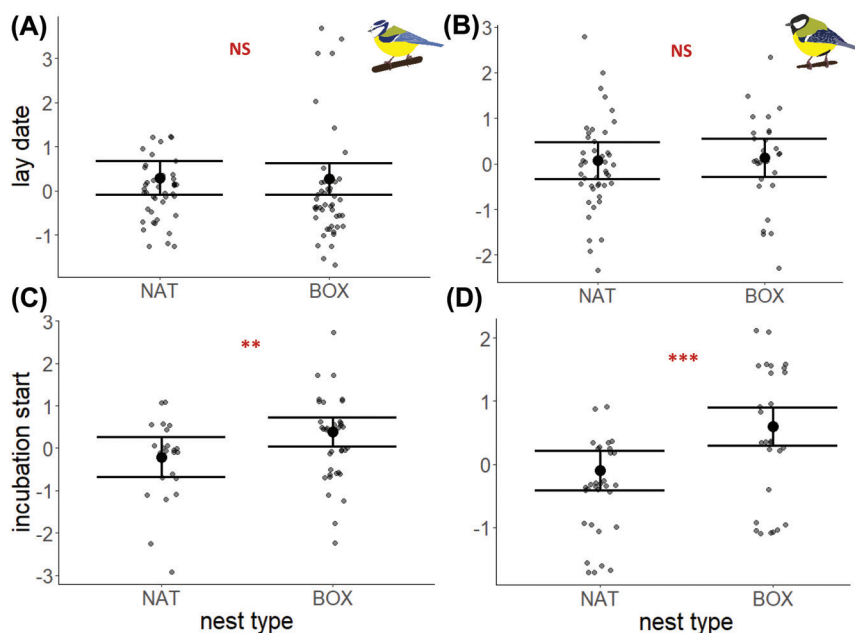 (A)
NS
lay date
3
2
1
0
-1
NAT
BOX
(B)
NS
3
2
1
0
-1
-2
NAT
BOX
(C)
**
incubation start
3
2
1
0
-1
-2
-3
NAT
BOX
nest type
(D)
***
2
1
0
-1
NAT
BOX
nest type